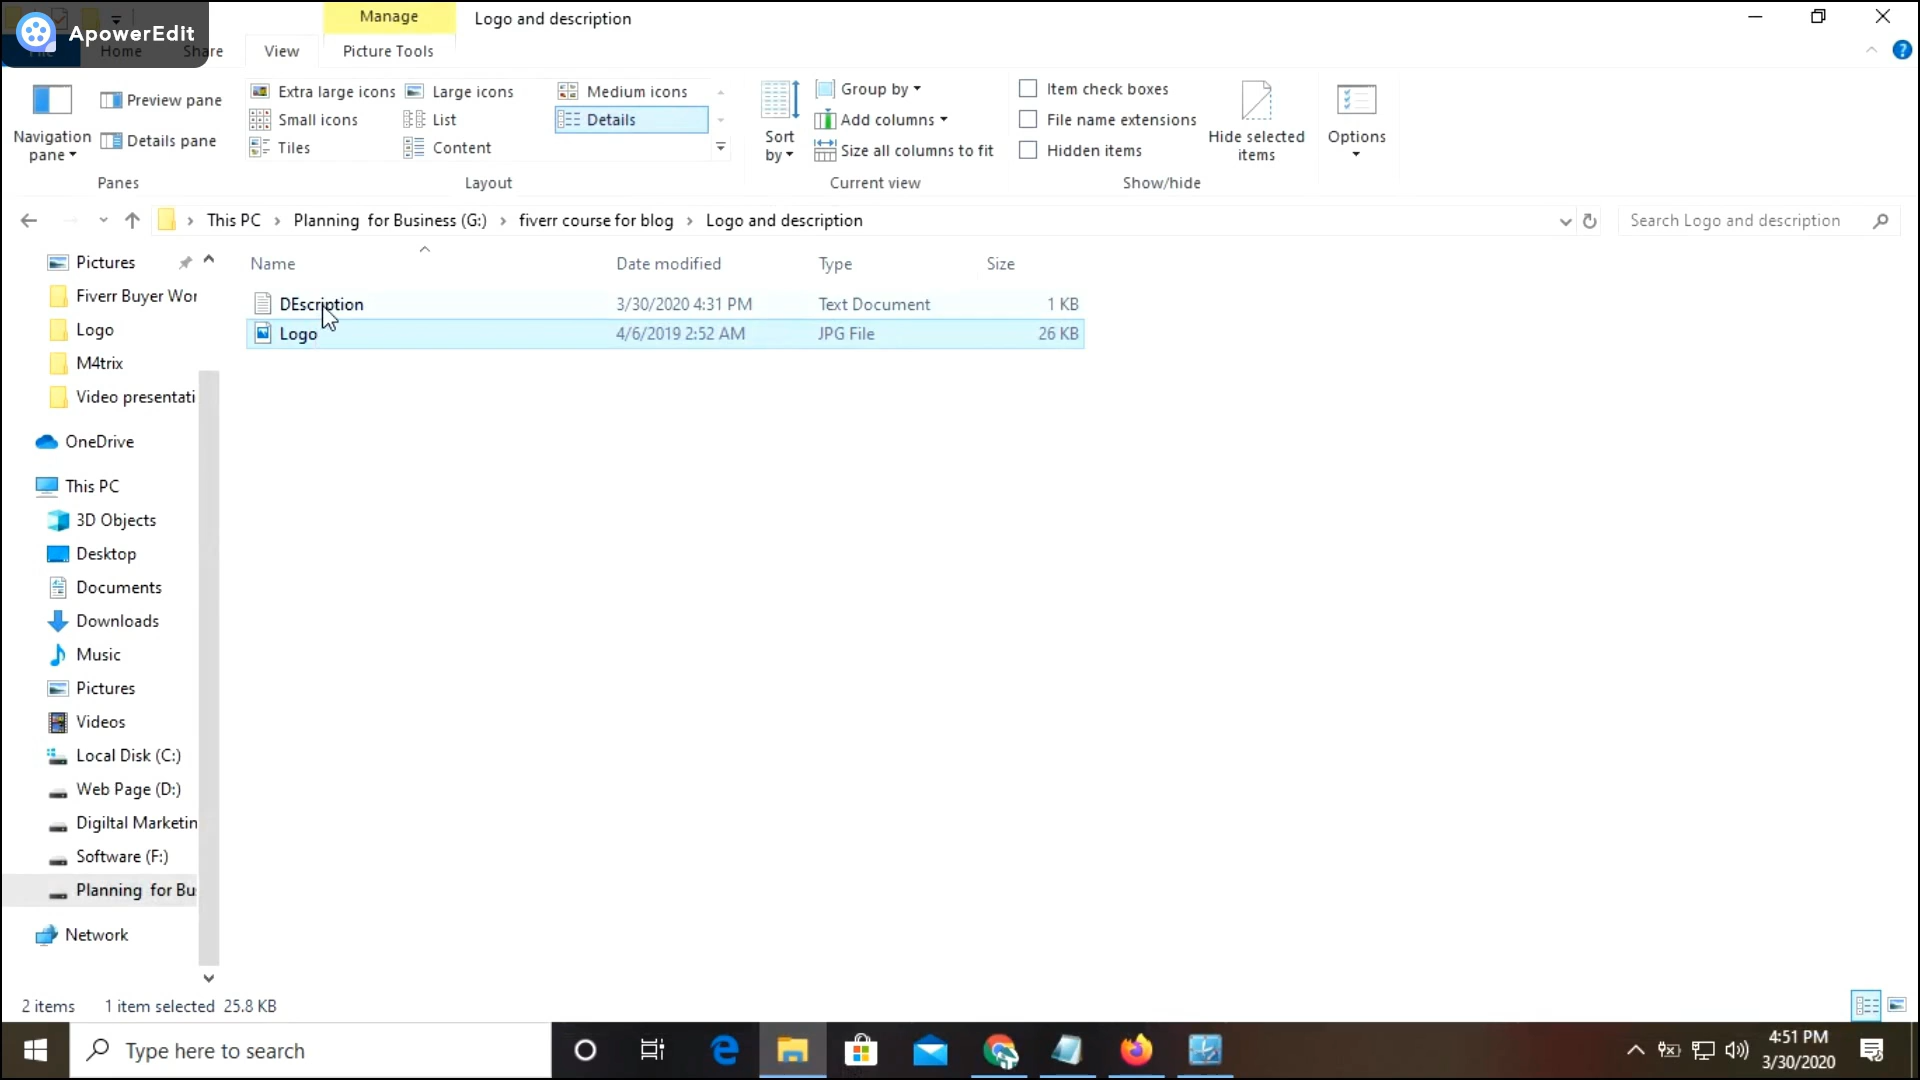 ApowerEdit
Manage
Logo and description
Home
Share
View
Picture Tools
Navigation pane
Preview pane
Details pane
Panes
Extra large icons
Large icons
Medium icons
Small icons
List
Details
Tiles
Content
Layout
Sort by
Group by
Add columns
Size all columns to fit
Current view
Item check boxes
File name extensions
Hidden items
Hide selected items
Show/hide
Options
This PC > Planning for Business (G:) > fiverr course for blog > Logo and description
Search Logo and description
Name Date modified Type Size
DEscription 3/30/2020 4:31 PM Text Document 1 KB
Logo 4/6/2019 2:52 AM JPG File 26 KB
Pictures
Fiverr Buyer Wor
Logo
M4trix
Video presentati
OneDrive
This PC
3D Objects
Desktop
Documents
Downloads
Music
Pictures
Videos
Local Disk (C:)
Web Page (D:)
Digiltal Marketin
Software (F:)
Planning for Bu
Network
2 items 1 item selected 25.8 KB
Type here to search
4:51 PM
3/30/2020